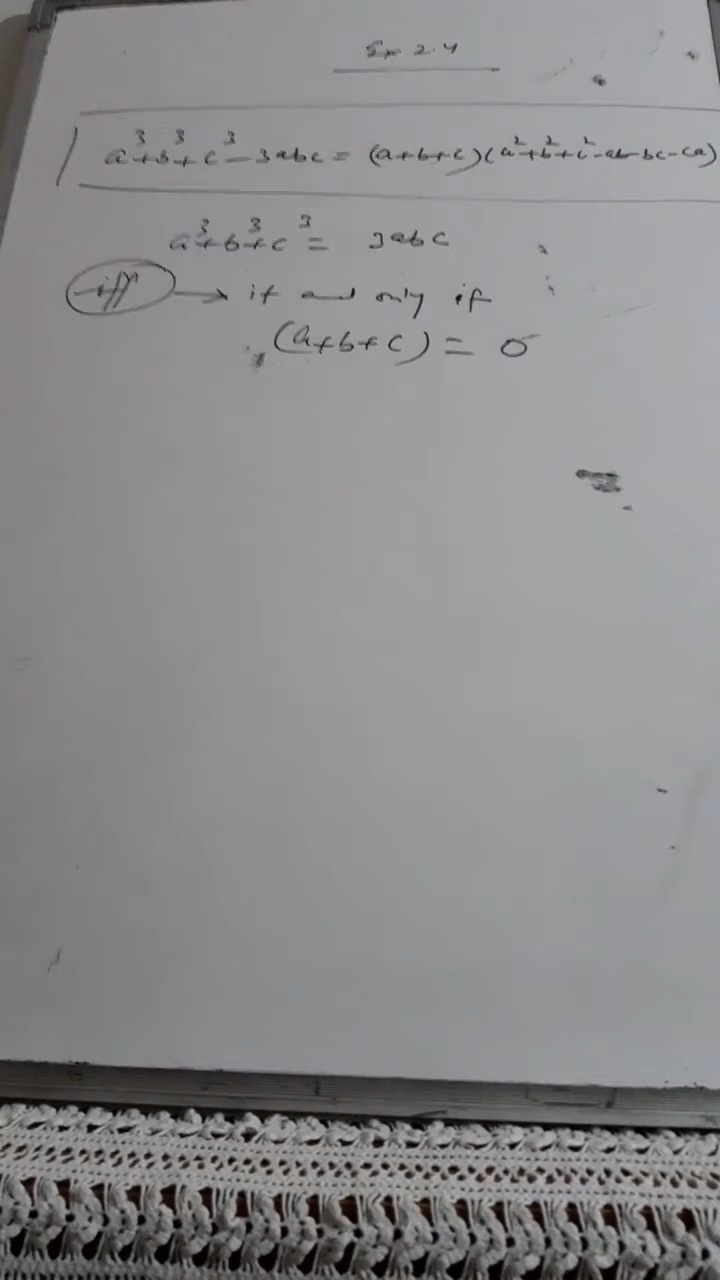 Ex 2.4
a³+b³+c³-3abc = (a+b+c)(a²+b²+c²-ab-bc-ca)
a³+b³+c³ = 3abc
iff → if and only if
(a+b+c) = 0